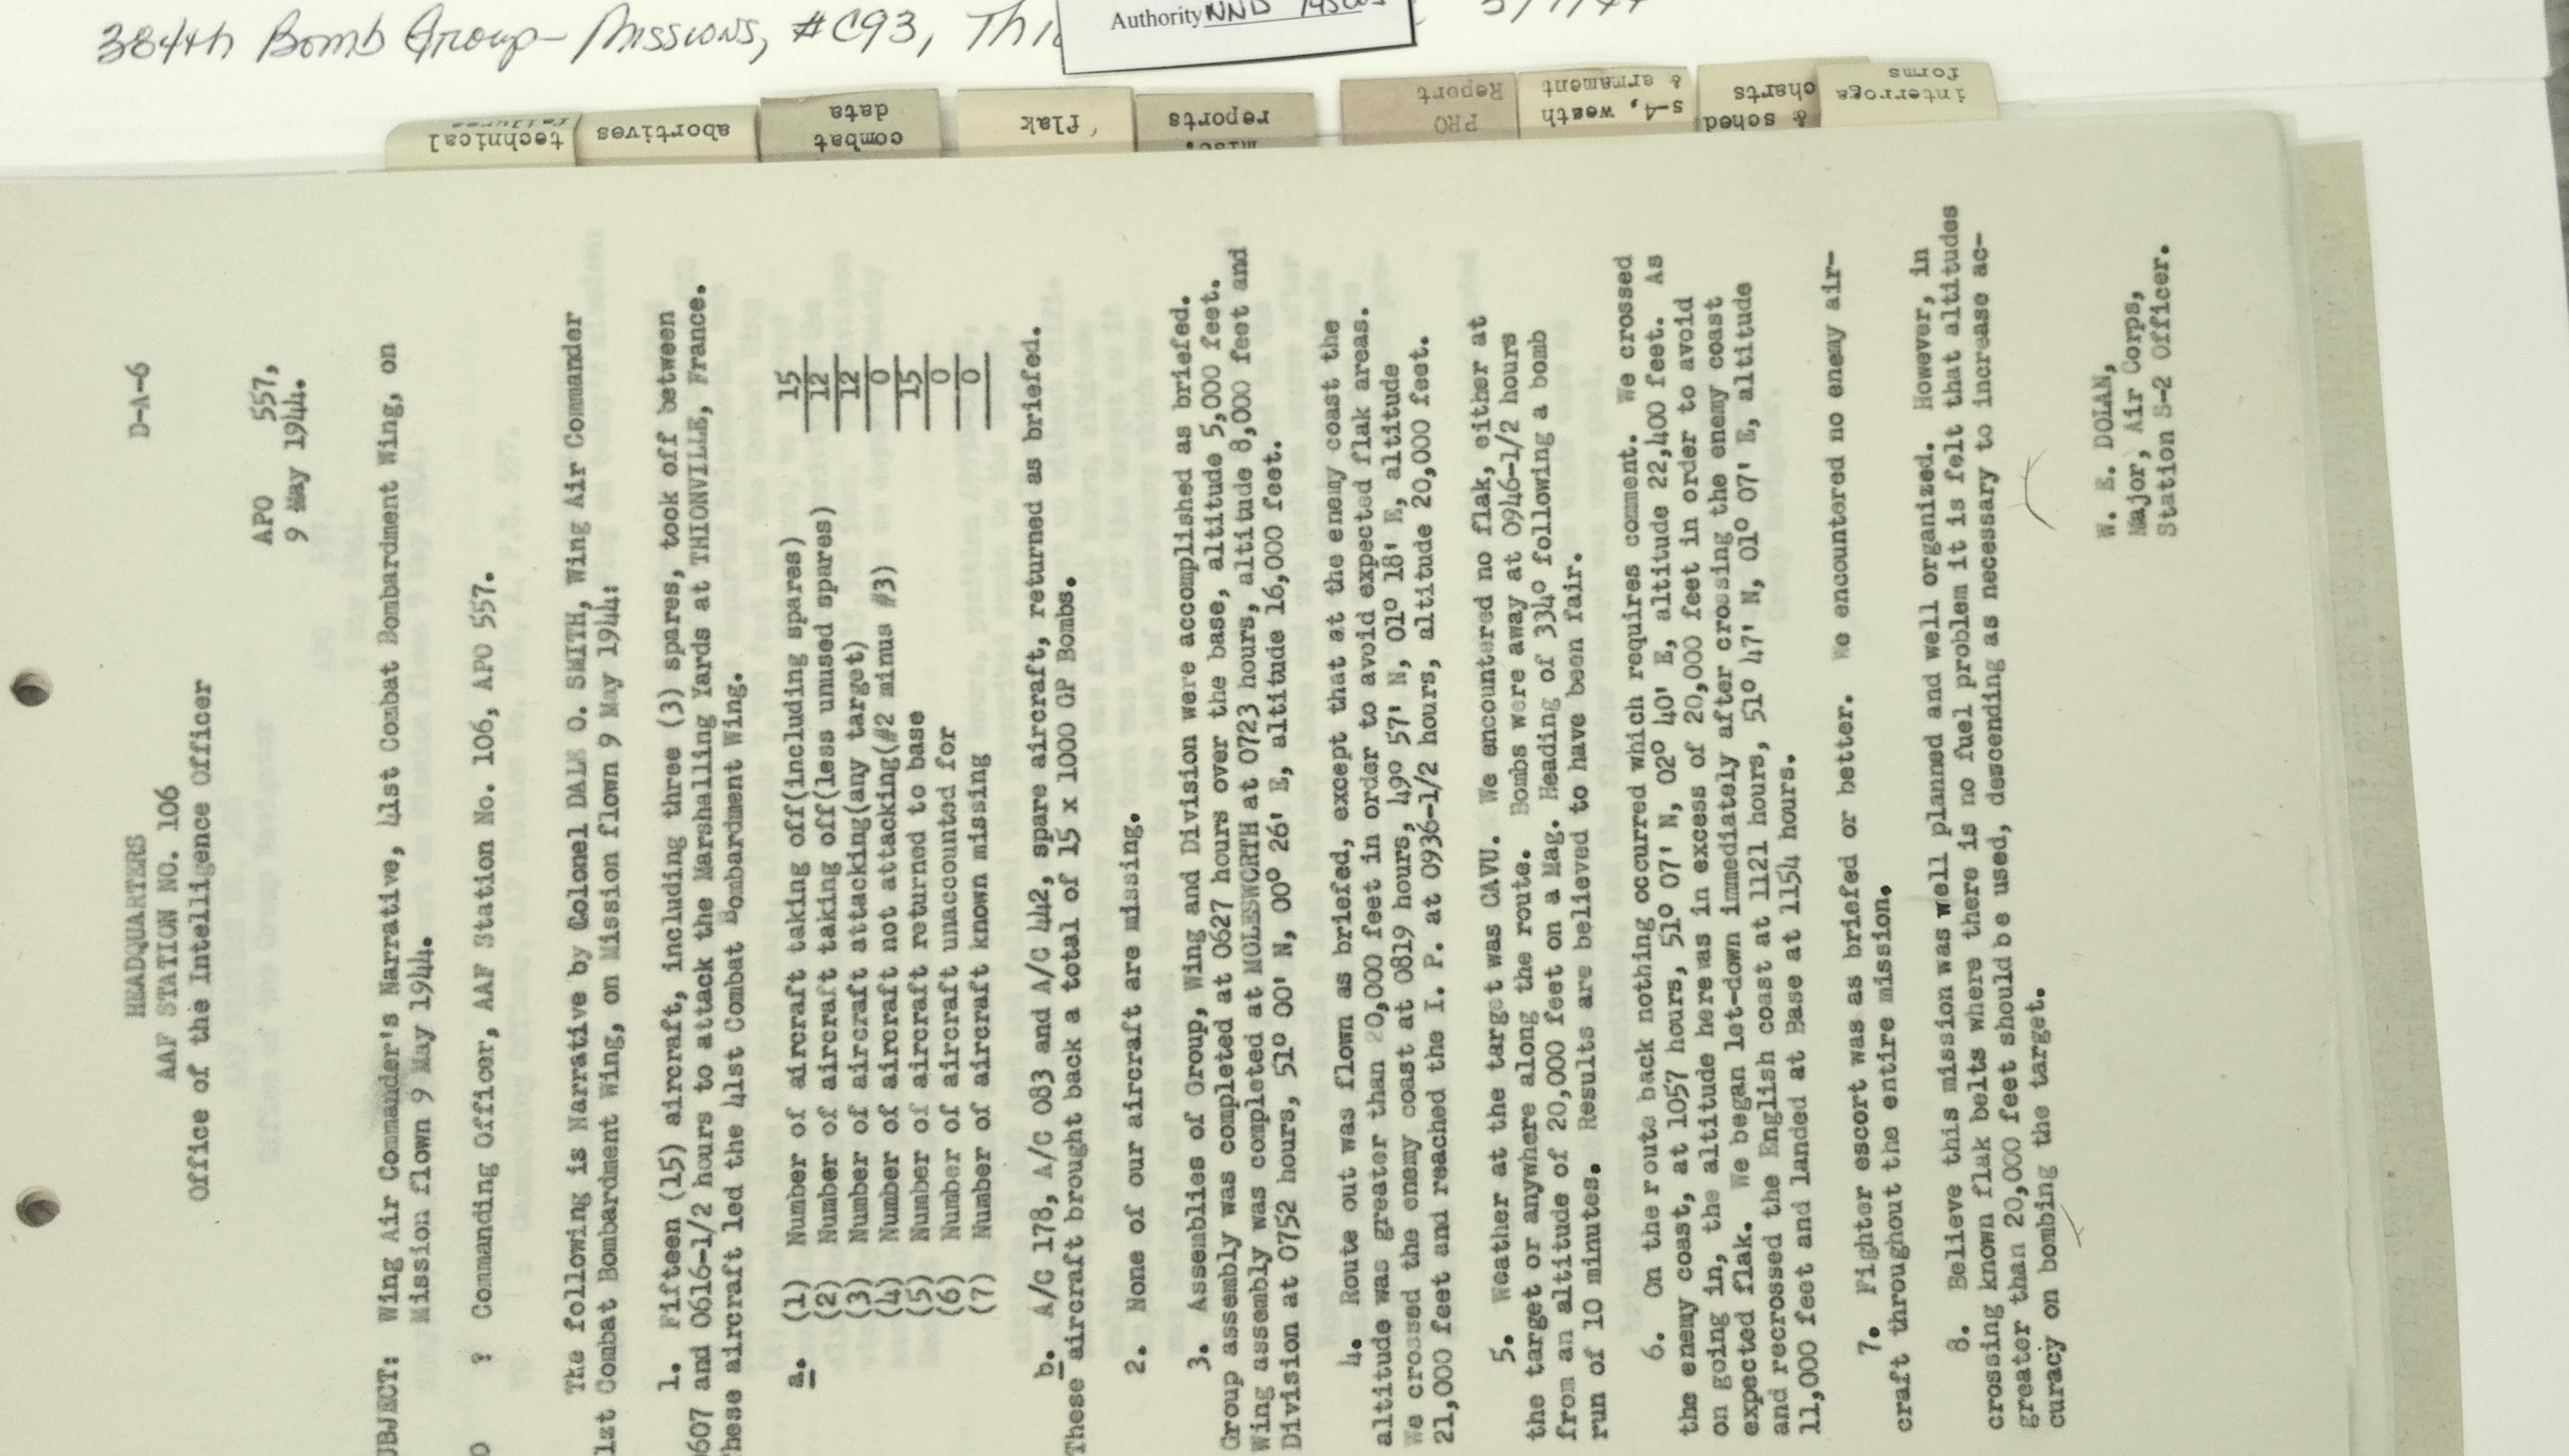 384th Bomb Group - Missions, #C93,
Authority NND
technical
abortives
combat
data
flak
misc.
reports
PRO
Report
s-4, weath
& armament
& sched
charts
interroga
forms
HEADQUARTERS D-A-6
AAF STATION NO. 106
Office of the Intelligence Officer
APO 557,
9 May 1944.
UBJECT: Wing Air Commander's Narrative, 41st Combat Bombardment Wing, on
Mission flown 9 May 1944.
O ? Commanding Officer, AAF Station No. 106, APO 557.
The following is Narrative by Colonel DALE O. SMITH, Wing Air Commander
1st Combat Bombardment Wing, on Mission flown 9 May 1944:
1. Fifteen (15) aircraft, including three (3) spares, took off between
607 and 0616-1/2 hours to attack the Marshalling Yards at THIONVILLE, France.
hese aircraft led the 41st Combat Bombardment Wing.
a. (1) Number of aircraft taking off(including spares) 15
(2) Number of aircraft taking off(less unused spares) 12
(3) Number of aircraft attacking(any target) 12
(4) Number of aircraft not attacking(#2 minus #3) 0
(5) Number of aircraft returned to base 15
(6) Number of aircraft unaccounted for 0
(7) Number of aircraft known missing 0
b. A/C 178, A/C 083 and A/C 442, spare aircraft, returned as briefed.
These aircraft brought back a total of 15 x 1000 GP Bombs.
2. None of our aircraft are missing.
3. Assemblies of Group, Wing and Division were accomplished as briefed.
Group assembly was completed at 0627 hours over the base, altitude 5,000 feet.
Wing assembly was completed at MOLESWORTH at 0723 hours, altitude 8,000 feet and
Division at 0752 hours, 51° 00' N, 00° 26' E, altitude 16,000 feet.
4. Route out was flown as briefed, except that at the enemy coast the
altitude was greater than 20,000 feet in order to avoid expected flak areas.
We crossed the enemy coast at 0819 hours, 49° 57' N, 01° 18' E, altitude
21,000 feet and reached the I. P. at 0936-1/2 hours, altitude 20,000 feet.
5. Weather at the target was CAVU. We encountered no flak, either at
the target or anywhere along the route. Bombs were away at 0946-1/2 hours
from an altitude of 20,000 feet on a Mag. Heading of 334° following a bomb
run of 10 minutes. Results are believed to have been fair.
6. On the route back nothing occurred which requires comment. We crossed
the enemy coast, at 1057 hours, 51° 07' N, 02° 40' E, altitude 22,400 feet. As
on going in, the altitude here was in excess of 20,000 feet in order to avoid
expected flak. We began let-down immediately after crossing the enemy coast
and recrossed the English coast at 1121 hours, 51° 47' N, 01° 07' E, altitude
11,000 feet and landed at Base at 1154 hours.
7. Fighter escort was as briefed or better. We encountered no enemy air-
craft throughout the entire mission.
8. Believe this mission was well planned and well organized. However, in
crossing known flak belts where there is no fuel problem it is felt that altitudes
greater than 20,000 feet should be used, descending as necessary to increase ac-
curacy on bombing the target.
W. E. DOLAN,
Major, Air Corps,
Station S-2 Officer.